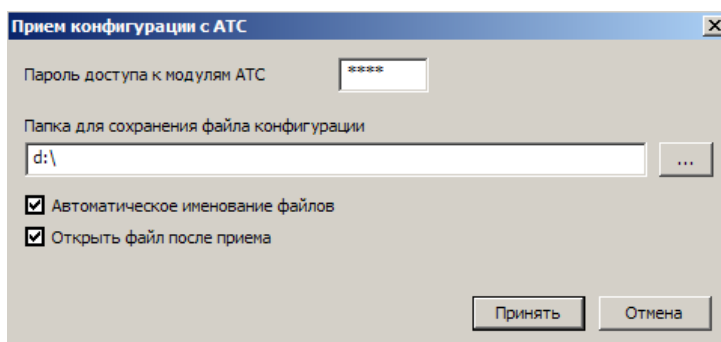 Прием конфигурации с АТС
Пароль доступа к модулям АТС ****
Папка для сохранения файла конфигурации
d:\ ...
Автоматическое именование файлов
Открыть файл после приема
Принять Отмена